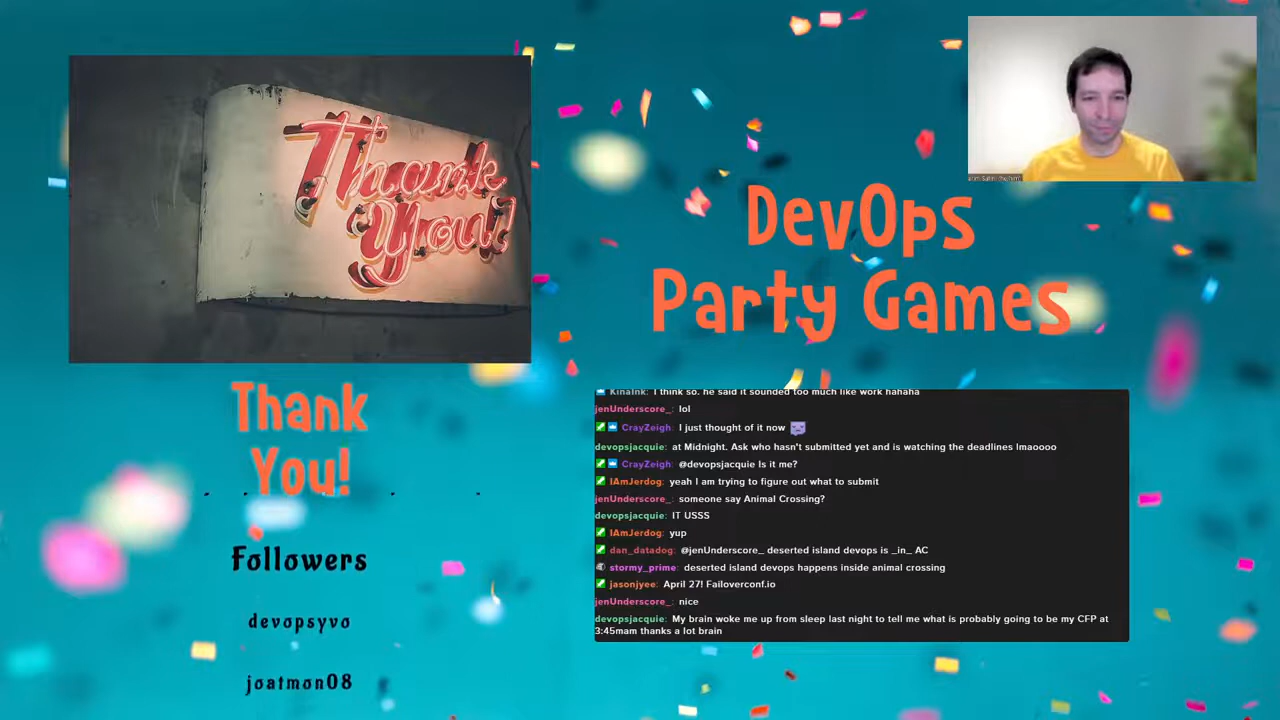 Thank
You!
DevOps
Party Games
Thank
You!
Followers
devopsyvo
joatmon08
KinaInk: I think so. he said it sounded too much like work hahaha
jenUnderscore_: lol
CrayZeigh: I just thought of it now
devopsjacquie: at Midnight. Ask who hasn't submitted yet and is watching the deadlines lmaoooo
CrayZeigh: @devopsjacquie Is it me?
IAmJerdog: yeah I am trying to figure out what to submit
jenUnderscore_: someone say Animal Crossing?
devopsjacquie: IT USSS
IAmJerdog: yup
dan_datadog: @jenUnderscore_ deserted island devops is _in_ AC
stormy_prime: deserted island devops happens inside animal crossing
jasonjyee: April 27! Failoverconf.io
jenUnderscore_: nice
devopsjacquie: My brain woke me up from sleep last night to tell me what is probably going to be my CFP at
3:45mam thanks a lot brain